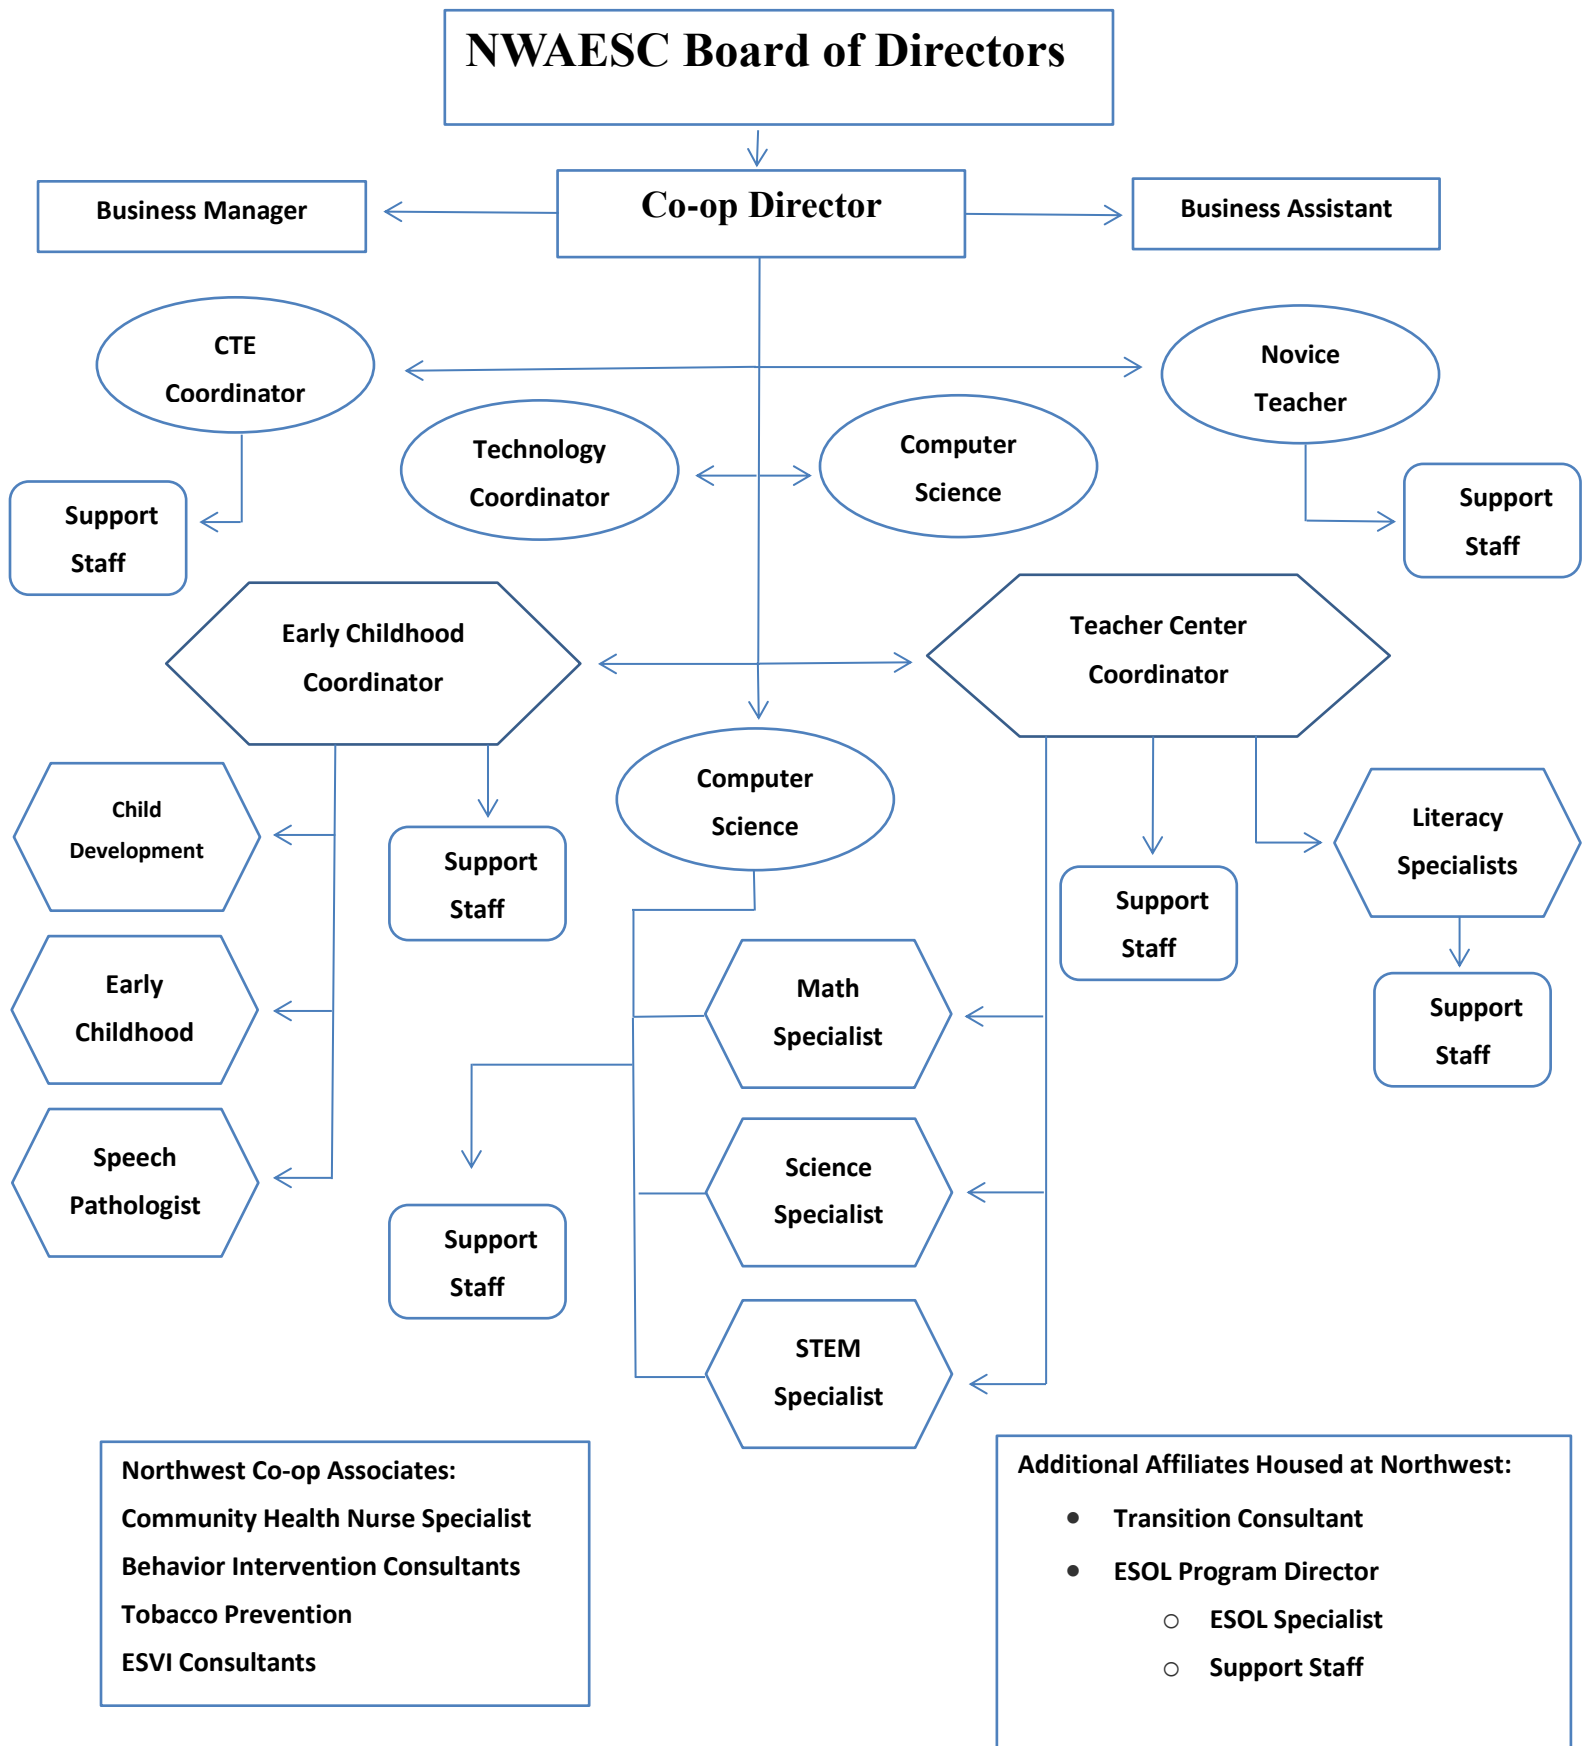 NWAESC Board of Directors
Business Manager
Co-op Director
Business Assistant
CTE
Coordinator
Novice
Teacher
Technology
Coordinator
Computer
Science
Support
Staff
Support
Staff
Early Childhood
Coordinator
Teacher Center
Coordinator
Child
Development
Support
Staff
Computer
Science
Support
Staff
Literacy
Specialists
Early
Childhood
Math
Specialist
Support
Staff
Speech
Pathologist
Support
Staff
Science
Specialist
STEM
Specialist
Northwest Co-op Associates:
Community Health Nurse Specialist
Behavior Intervention Consultants
Tobacco Prevention
ESVI Consultants
Additional Affiliates Housed at Northwest:
• Transition Consultant
• ESOL Program Director
○ ESOL Specialist
○ Support Staff